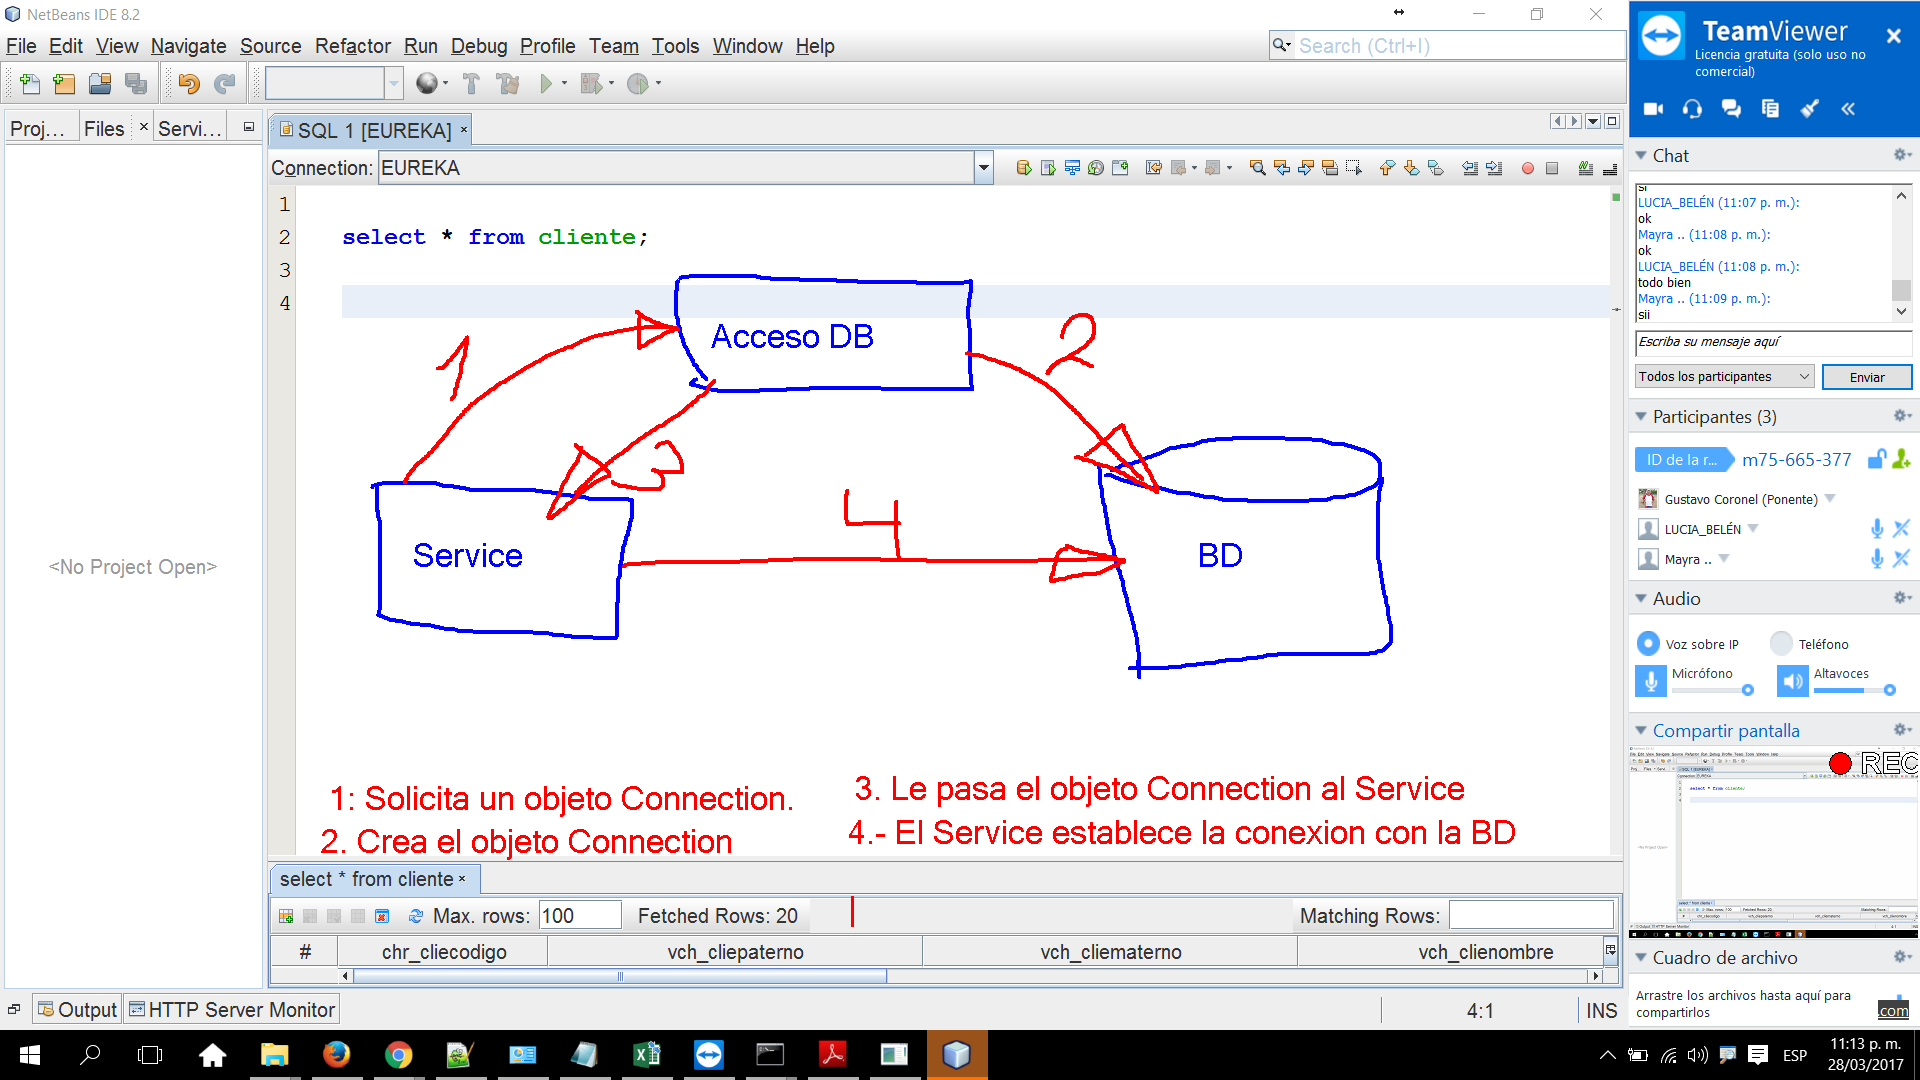 NetBeans IDE 8.2
File Edit View Navigate Source Refactor Run Debug Profile Team Tools Window Help
Search (Ctrl+I)
Proj... Files × Servi...
<No Project Open>
SQL 1 [EUREKA] ×
Connection: EUREKA
1
2 select * from cliente;
3
4
Acceso DB
1
2
3
4
Service
BD
1: Solicita un objeto Connection.
2. Crea el objeto Connection
3. Le pasa el objeto Connection al Service
4.- El Service establece la conexion con la BD
select * from cliente ×
Max. rows: 100 Fetched Rows: 20 Matching Rows:
# chr_cliecodigo vch_cliepaterno vch_cliematerno vch_clienombre
Output HTTP Server Monitor 4:1 INS
TeamViewer
Licencia gratuita (solo uso no
comercial)
Chat
si
LUCIA_BELÉN (11:07 p. m.):
ok
Mayra .. (11:08 p. m.):
ok
LUCIA_BELÉN (11:08 p. m.):
todo bien
Mayra .. (11:09 p. m.):
sii
Escriba su mensaje aquí
Todos los participantes Enviar
Participantes (3)
ID de la r... m75-665-377
Gustavo Coronel (Ponente)
LUCIA_BELÉN
Mayra ..
Audio
Voz sobre IP Teléfono
Micrófono Altavoces
Compartir pantalla
REC
Cuadro de archivo
Arrastre los archivos hasta aquí para
compartirlos
.com
ESP
11:13 p. m.
28/03/2017